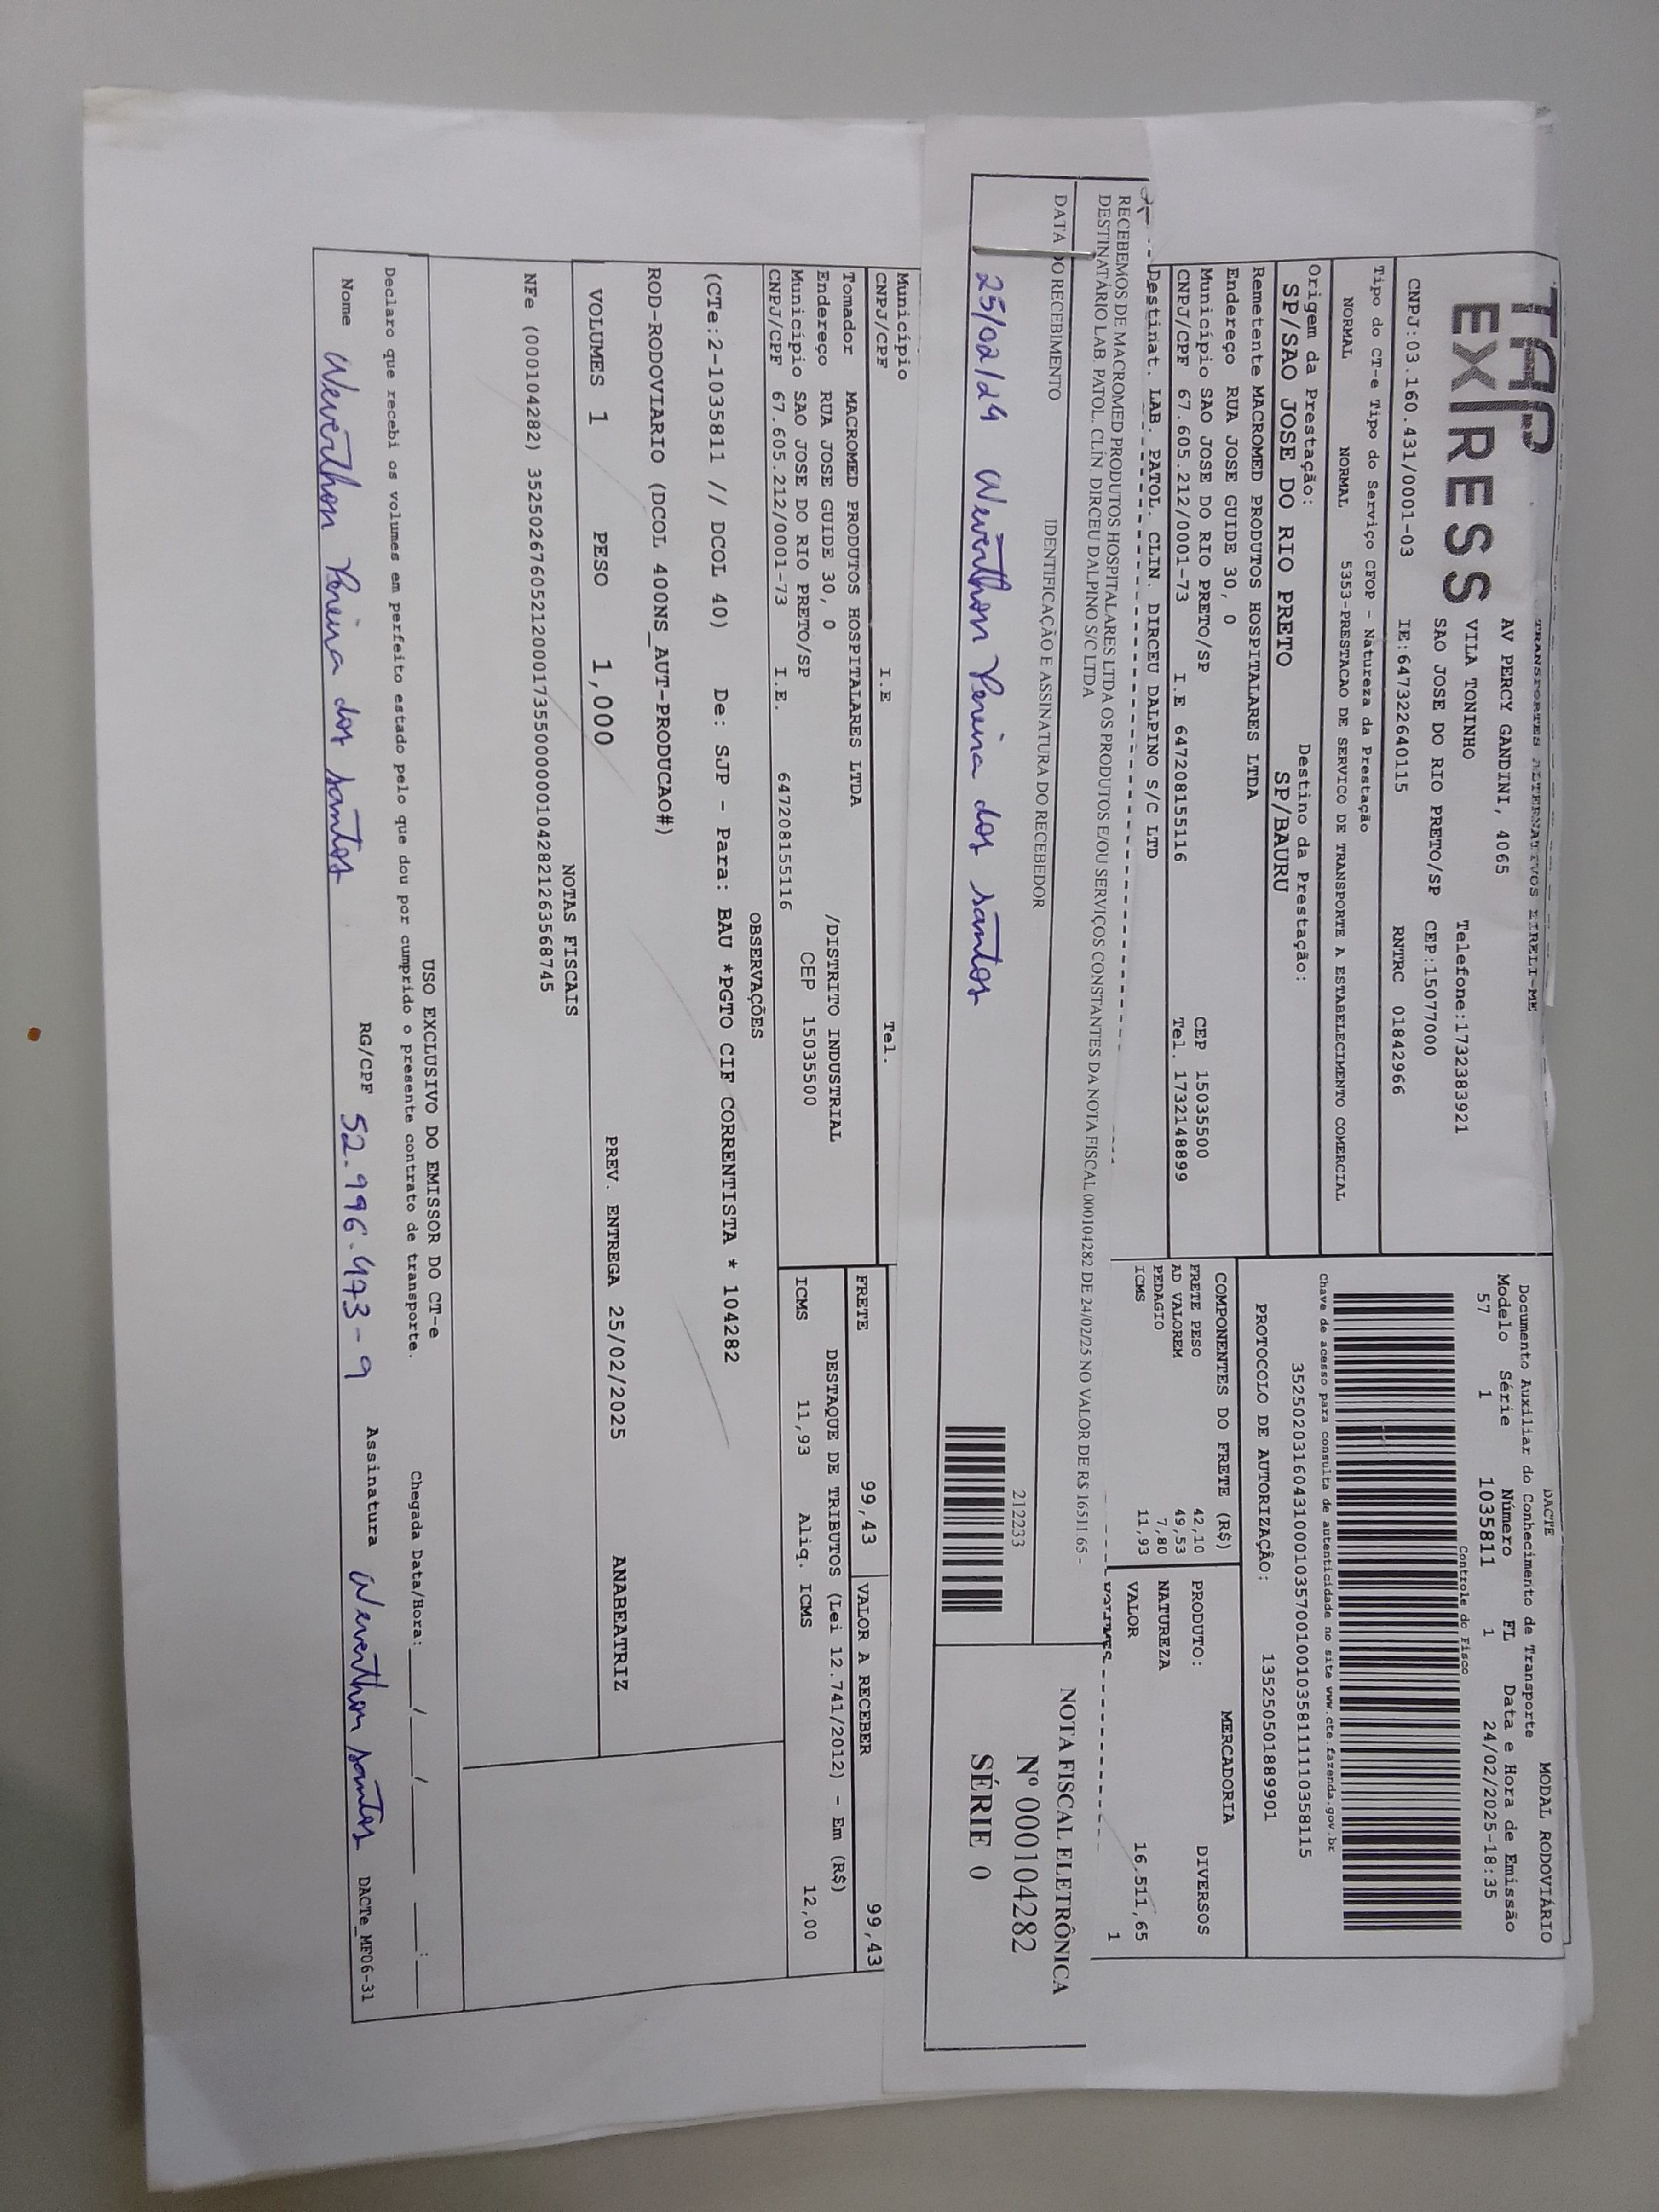 TAP
EXPRESS
TRANSPORTES ALTERNATIVOS EIRELI-ME
AV PERCY GANDINI, 4065
VILA TONINHO Telefone:1732383921
SAO JOSE DO RIO PRETO/SP CEP:15077000
CNPJ:03.160.431/0001-03 IE:647322640115 RNTRC 01842966
Tipo do CT-e Tipo do Serviço CFOP - Natureza da Prestação
NORMAL NORMAL 5353-PRESTACAO DE SERVICO DE TRANSPORTE A ESTABELECIMENTO COMERCIAL
Origem da Prestação: Destino da Prestação:
SP/SAO JOSE DO RIO PRETO SP/BAURU
DACTE MODAL RODOVIÁRIO
Documento Auxiliar do Conhecimento de Transporte
Modelo Série Número FL Data e Hora de Emissão
57 1 1035811 1 24/02/2025-18:35
Controle do Fisco
Chave de acesso para consulta de autenticidade no site www.cte.fazenda.gov.br
35250203160431000103570010010358111110358115
PROTOCOLO DE AUTORIZAÇÃO: 135250501889901
Remetente MACROMED PRODUTOS HOSPITALARES LTDA
Endereço RUA JOSE GUIDE 30, 0
Município SAO JOSE DO RIO PRETO/SP CEP 15035500
CNPJ/CPF 67.605.212/0001-73 I.E 647208155116 Tel. 1732148899
Destinat. LAB. PATOL. CLIN. DIRCEU DALPINO S/C LTD
COMPONENTES DO FRETE (R$)
FRETE PESO 42,10
AD VALOREM 49,53
PEDAGIO 7,80
ICMS 11,93
MERCADORIA
PRODUTO: DIVERSOS
NATUREZA
VALOR 16.511,65
VOLUMES 1
RECEBEMOS DE MACROMED PRODUTOS HOSPITALARES LTDA OS PRODUTOS E/OU SERVIÇOS CONSTANTES DA NOTA FISCAL 000104282 DE 24/02/25 NO VALOR DE R$ 16511,65 -
DESTINATÁRIO LAB. PATOL. CLIN. DIRCEU DALPINO S/C LTDA
DATA DO RECEBIMENTO IDENTIFICAÇÃO E ASSINATURA DO RECEBEDOR
212233
25/02/24 Weverthon Pereira dos Santos
NOTA FISCAL ELETRÔNICA
Nº 000104282
SÉRIE 0
Município
CNPJ/CPF I.E Tel.
Tomador MACROMED PRODUTOS HOSPITALARES LTDA
Endereço RUA JOSE GUIDE 30, 0 /DISTRITO INDUSTRIAL
Município SAO JOSE DO RIO PRETO/SP CEP 15035500
CNPJ/CPF 67.605.212/0001-73 I.E. 647208155116
FRETE 99,43 VALOR A RECEBER 99,43
DESTAQUE DE TRIBUTOS (Lei 12.741/2012) - Em (R$)
ICMS 11,93 Aliq. ICMS 12,00
OBSERVAÇÕES
(CTe:2-1035811 // DCOL 40) De: SJP - Para: BAU *PGTO CIF CORRENTISTA * 104282
ROD-RODOVIARIO (DCOL 400NS_AUT-PRODUCAO#)
VOLUMES 1 PESO 1,000 PREV. ENTREGA 25/02/2025 ANABEATRIZ
NOTAS FISCAIS
NFe (000104282) 35250267605212000173550000001042821263568745
USO EXCLUSIVO DO EMISSOR DO CT-e
Declaro que recebi os volumes em perfeito estado pelo que dou por cumprido o presente contrato de transporte. Chegada Data/Hora:____/____/______ ___:___
Nome Weverthon Pereira dos Santos RG/CPF 52.996.473-9 Assinatura Weverthon Santos DACTe_MF06-31